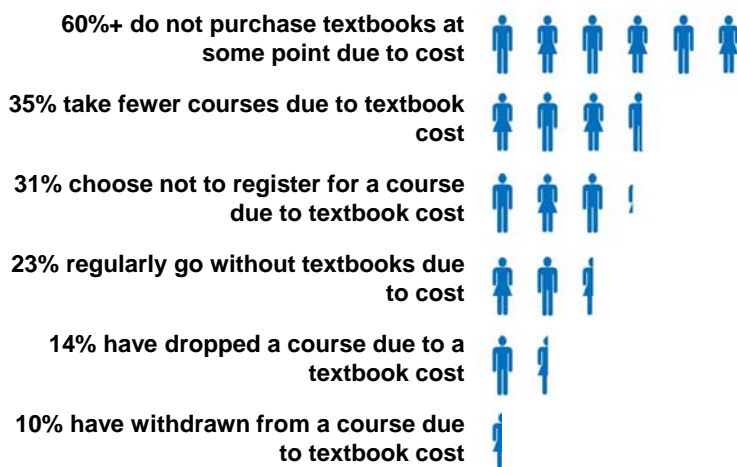 60%+ do not purchase textbooks at
some point due to cost
35% take fewer courses due to textbook
cost
31% choose not to register for a course
due to textbook cost
23% regularly go without textbooks due
to cost
14% have dropped a course due to a
textbook cost
10% have withdrawn from a course due
to textbook cost